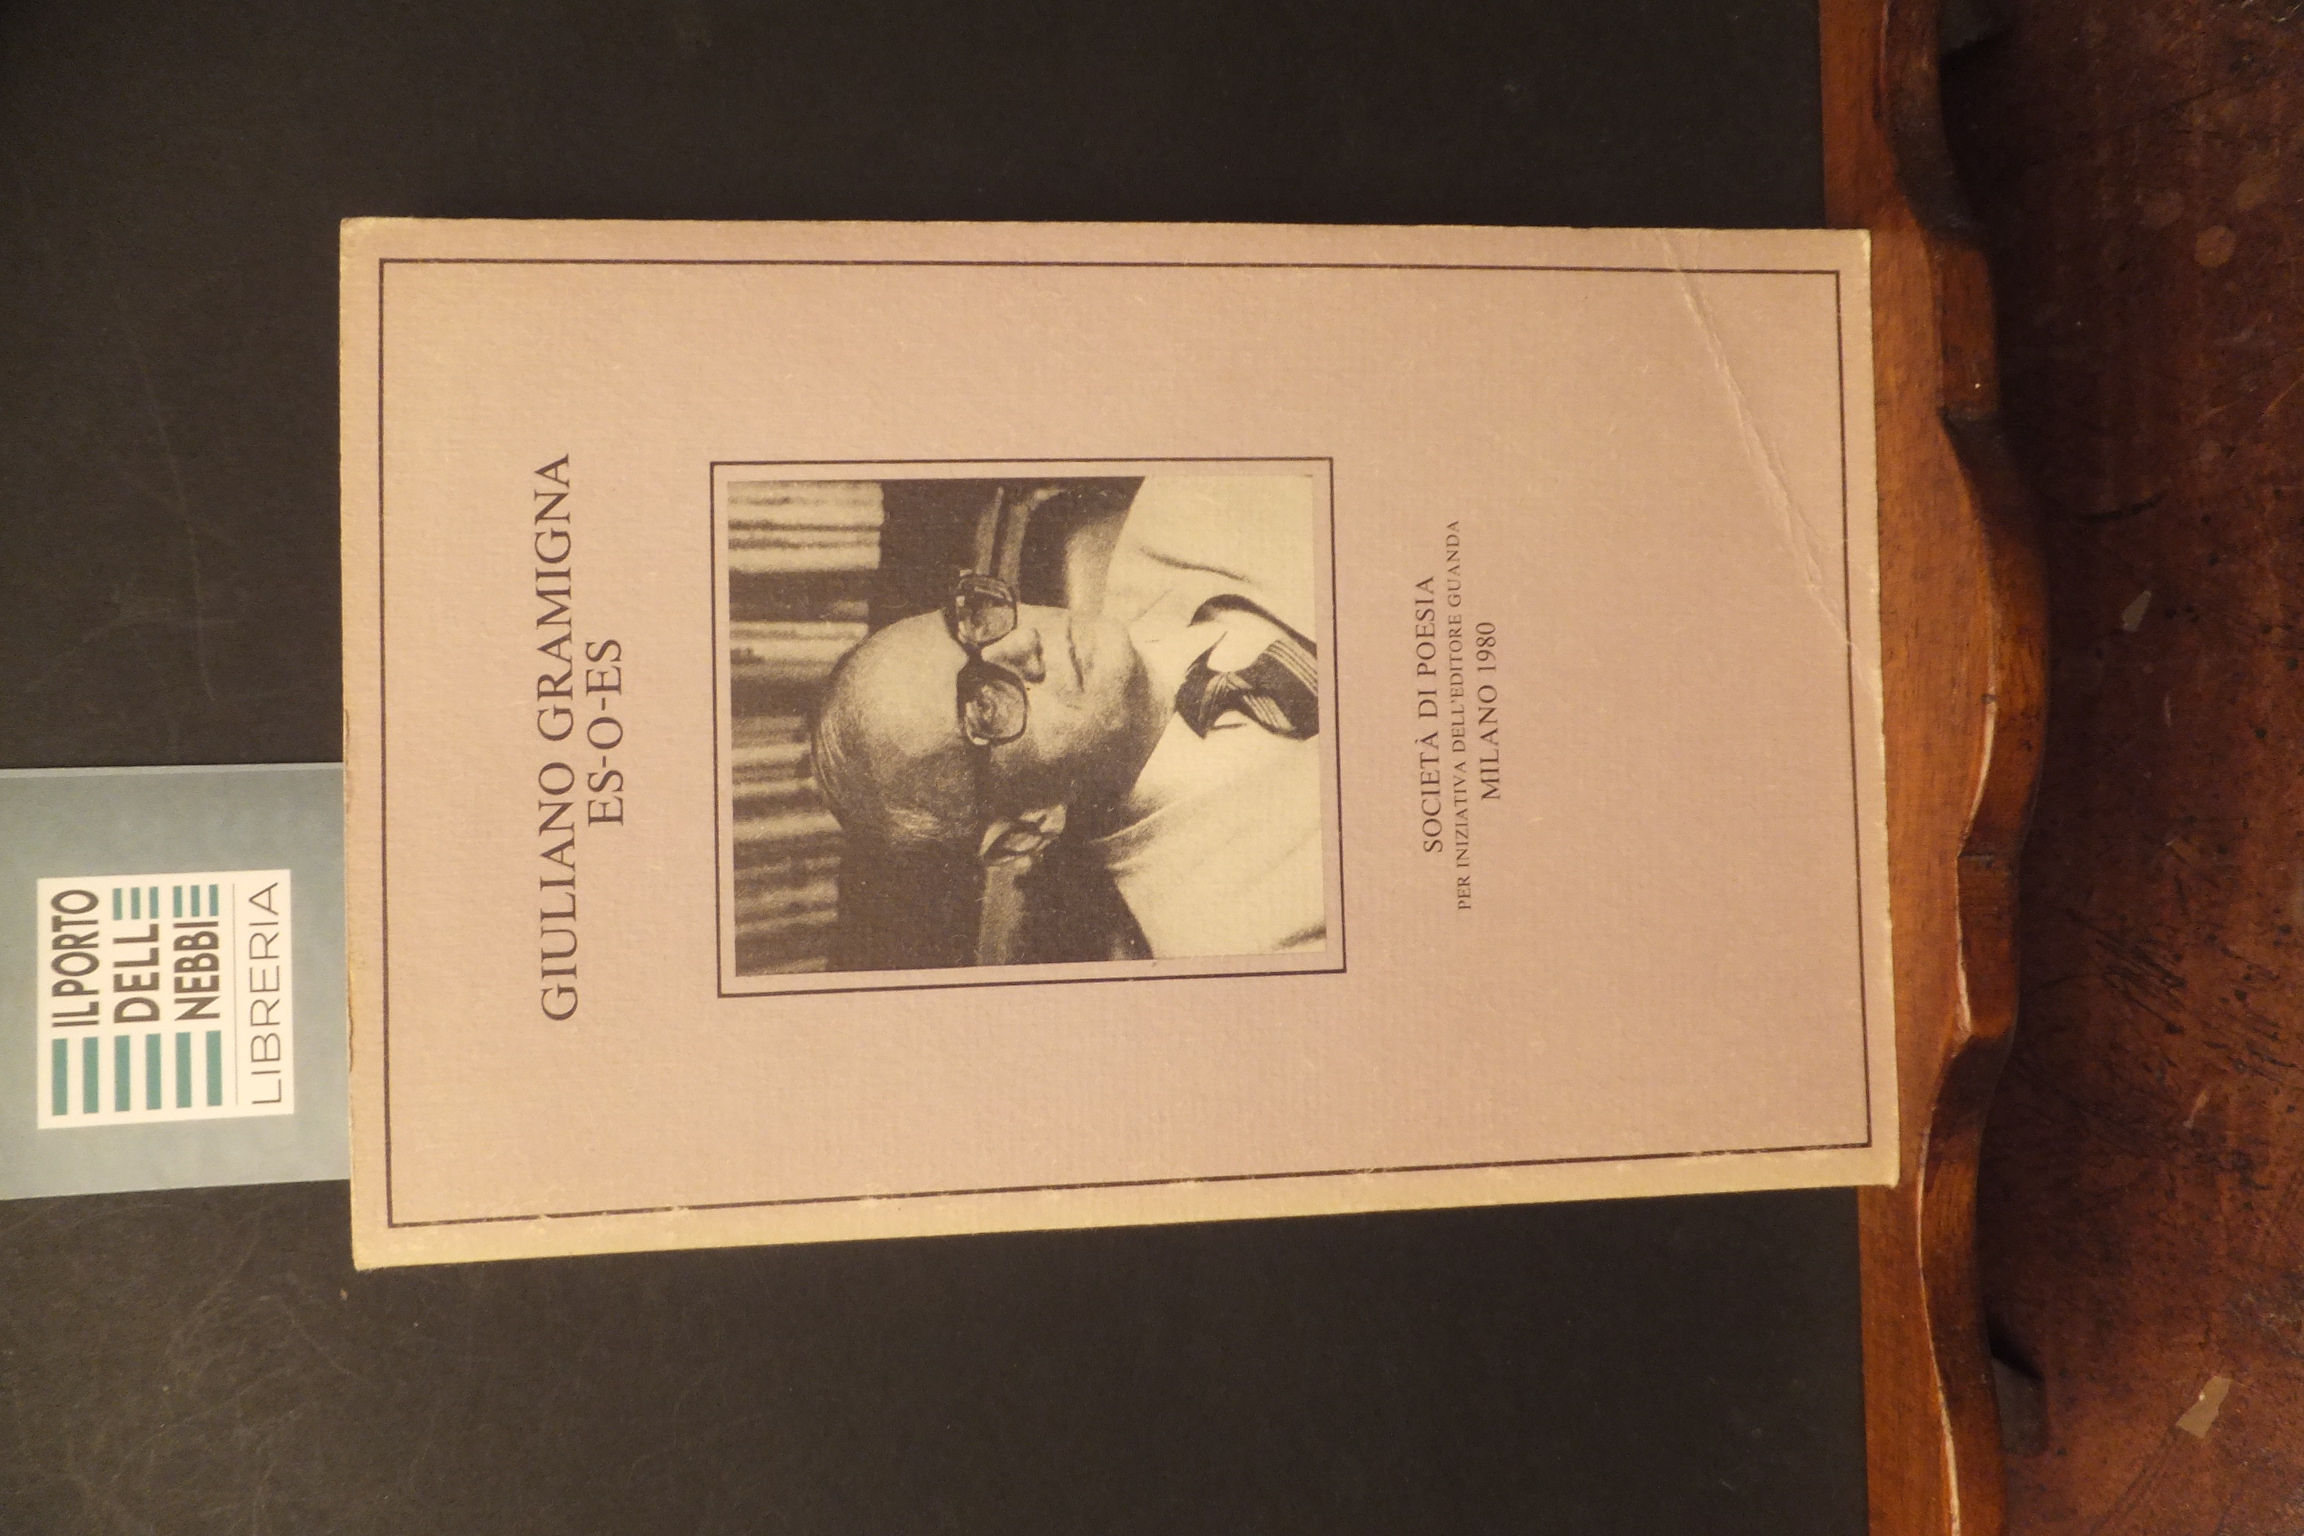 IL PORTO
DELLE
NEBBIE
LIBRERIA
GIULIANO GRAMIGNA
ES-O-ES
SOCIETÀ DI POESIA
PER INIZIATIVA DELL'EDITORE GUANDA
MILANO 1980